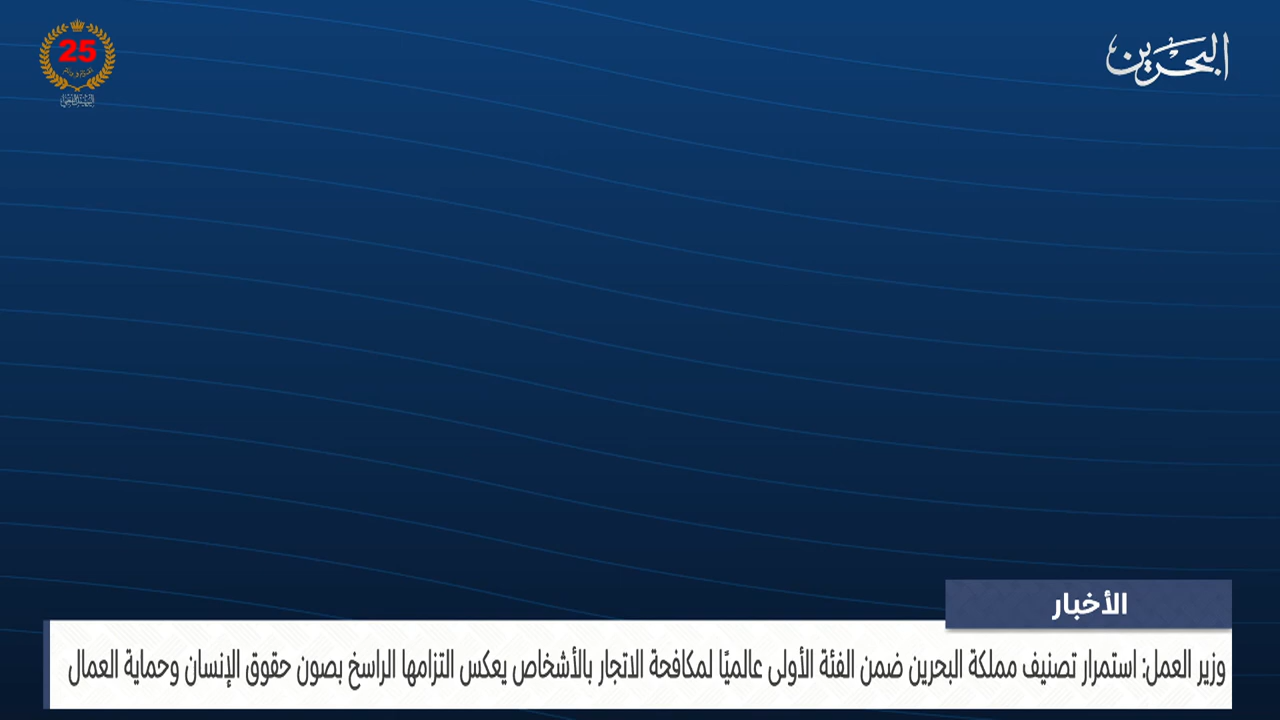 البحرين
25
الأخبار
وزير العمل: استمرار تصنيف مملكة البحرين ضمن الفئة الأولى عالميًا لمكافحة الاتجار بالأشخاص يعكس التزامها الراسخ بصون حقوق الإنسان وحماية العمال